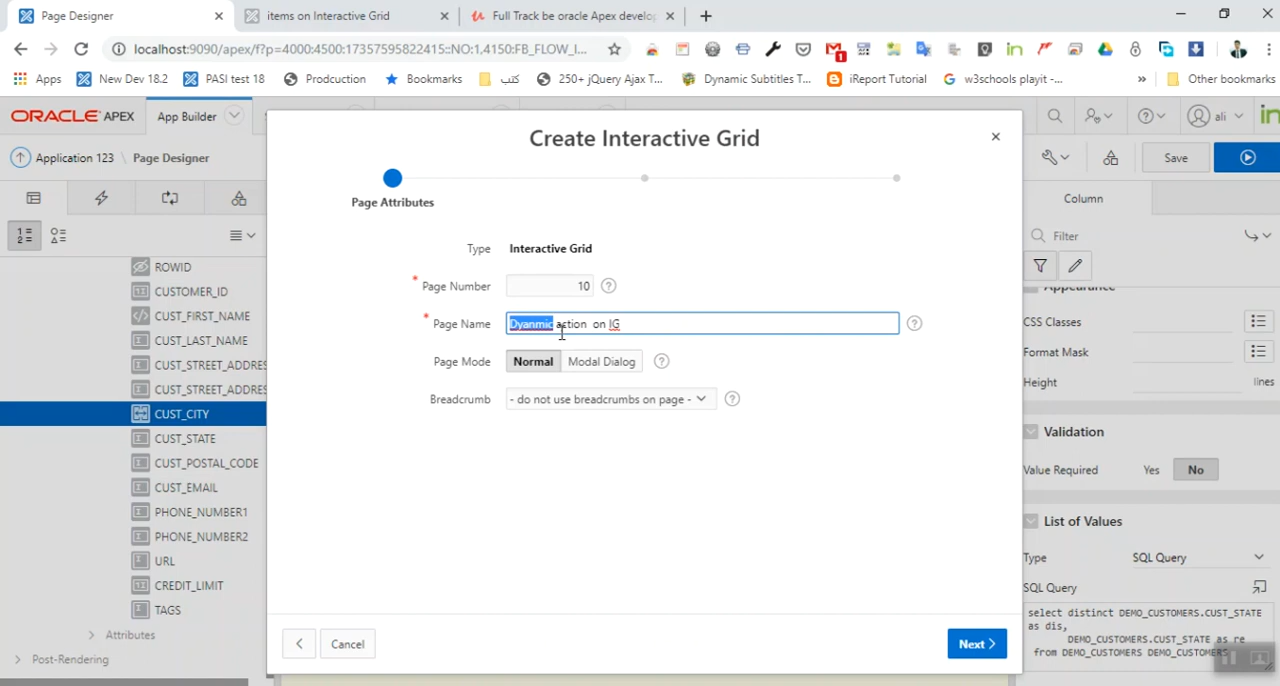 Page Designer
items on Interactive Grid
Full Track be oracle Apex develop
localhost:9090/apex/f?p=4000:4500:17357595822415::NO:1,4150:FB_FLOW_I...
1
Apps
New Dev 18.2
PASI test 18
Prodcuction
Bookmarks
كتب
250+ jQuery Ajax T...
Dynamic Subtitles T...
iReport Tutorial
w3schools playit -...
»
Other bookmarks
ORACLE APEX
App Builder
ali
in
Application 123 \ Page Designer
Save
Create Interactive Grid
Page Attributes
Type Interactive Grid
* Page Number 10
* Page Name Dyanmic action on IG
Page Mode Normal Modal Dialog
Breadcrumb - do not use breadcrumbs on page -
Cancel
Next
ROWID
CUSTOMER_ID
CUST_FIRST_NAME
CUST_LAST_NAME
CUST_STREET_ADDRES
CUST_STREET_ADDRES
CUST_CITY
CUST_STATE
CUST_POSTAL_CODE
CUST_EMAIL
PHONE_NUMBER1
PHONE_NUMBER2
URL
CREDIT_LIMIT
TAGS
Attributes
Post-Rendering
Column
Filter
Appearance
CSS Classes
Format Mask
Height lines
Validation
Value Required Yes No
List of Values
Type SQL Query
SQL Query
select distinct DEMO_CUSTOMERS.CUST_STATE
as dis,
DEMO_CUSTOMERS.CUST_STATE as re
from DEMO_CUSTOMERS DEMO_CUSTOMERS